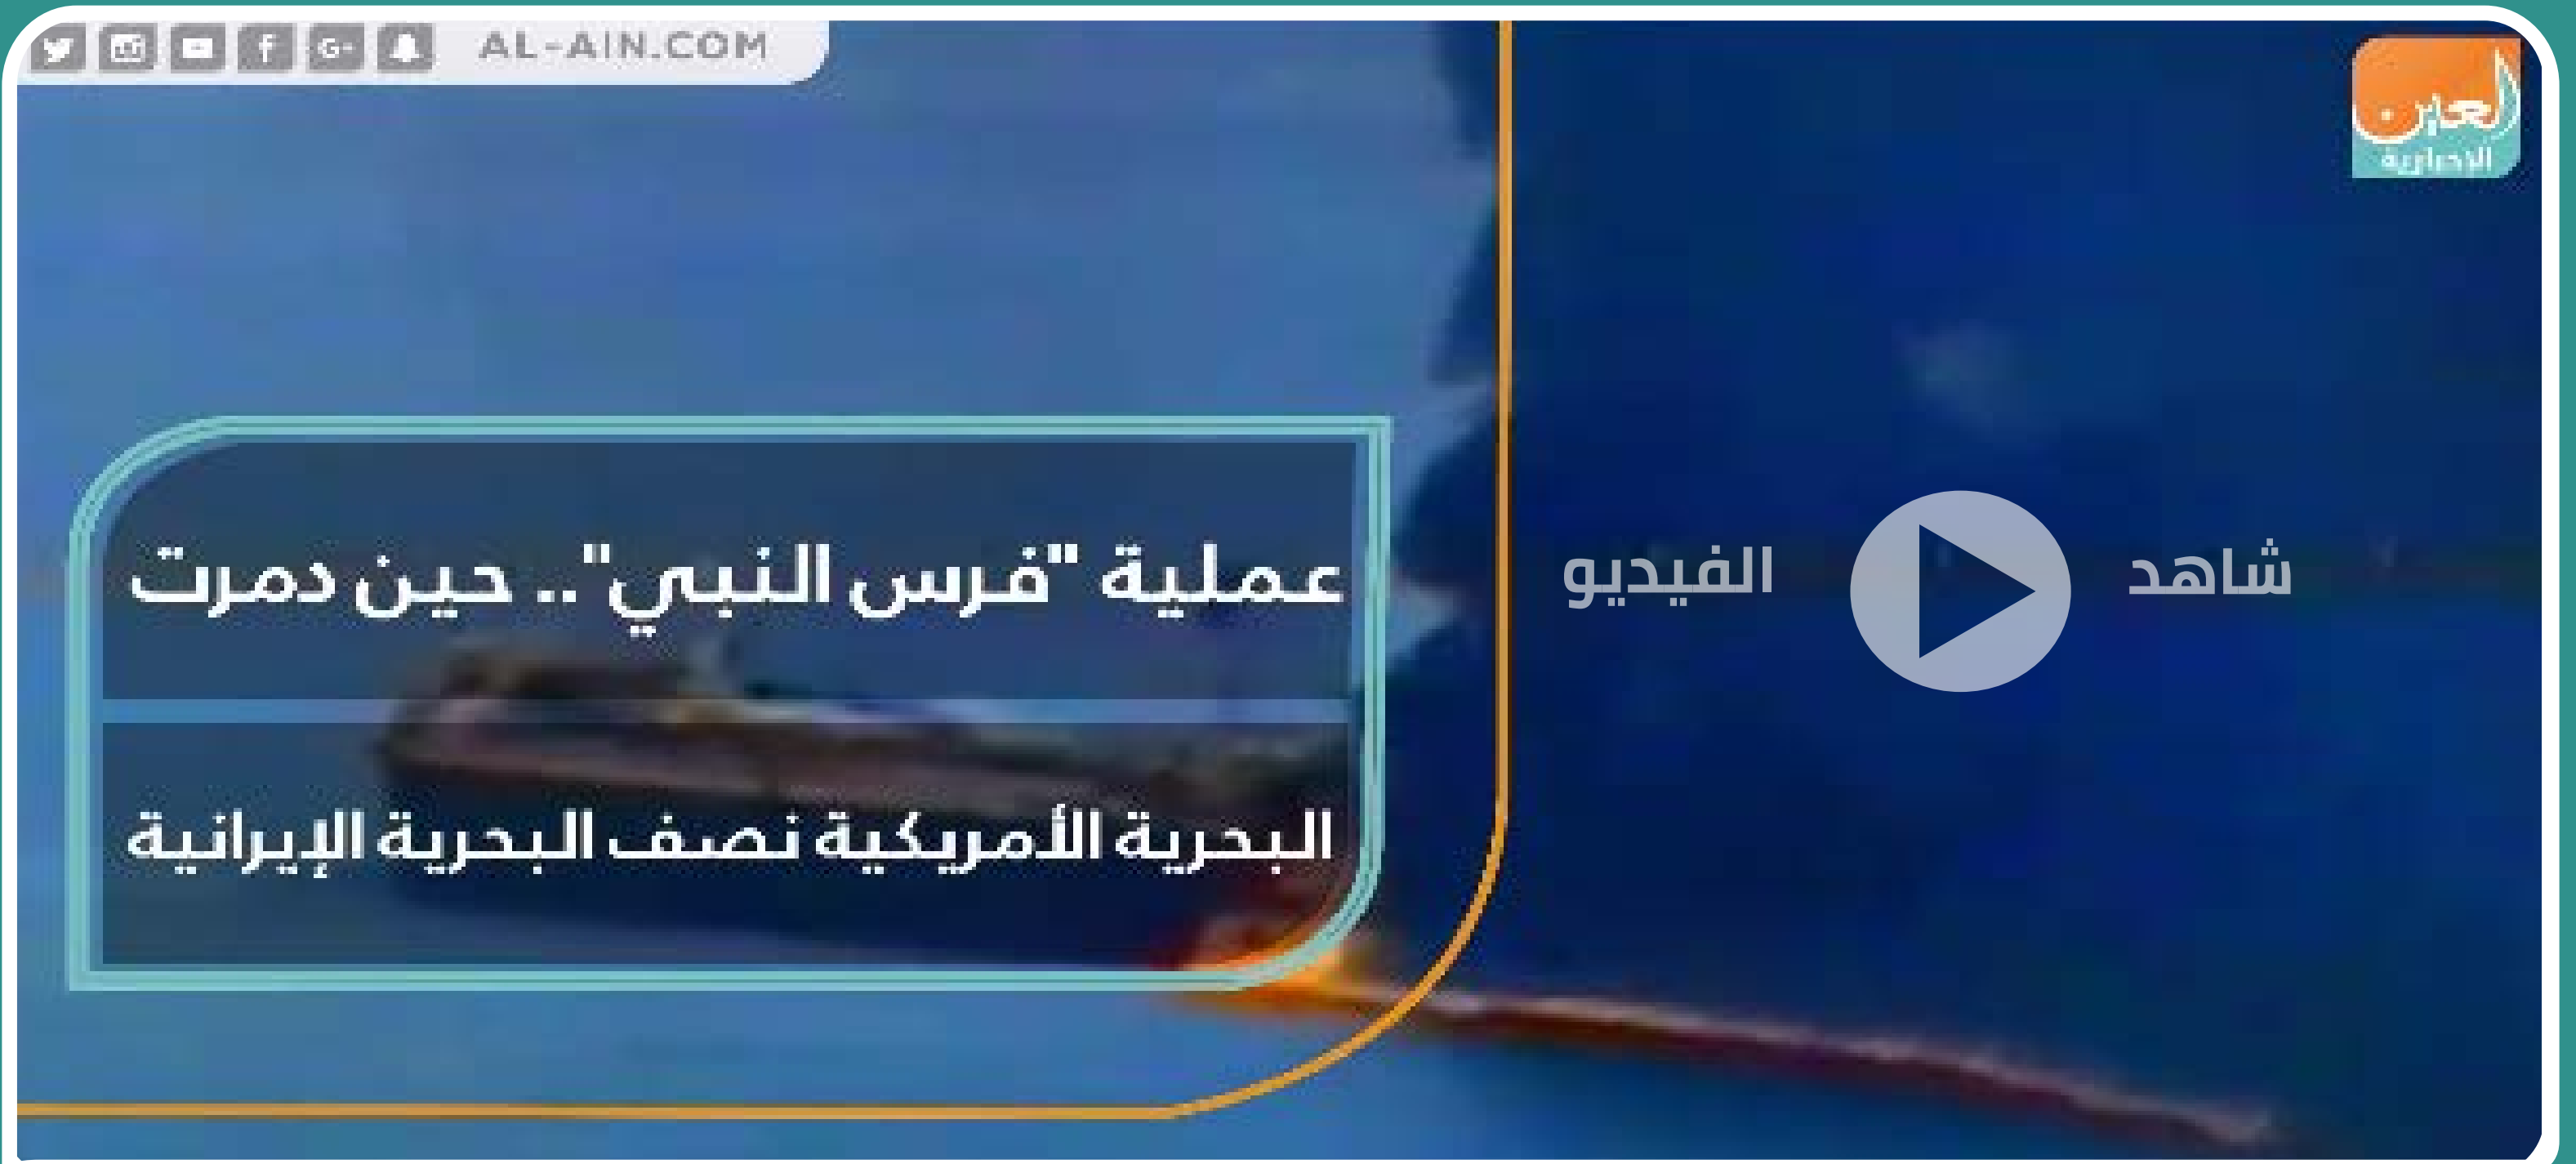 AL-AIN.COM
العين
الإخبارية
شاهد الفيديو
عملية "فرس النبي".. حين دمرت
البحرية الأمريكية نصف البحرية الإيرانية